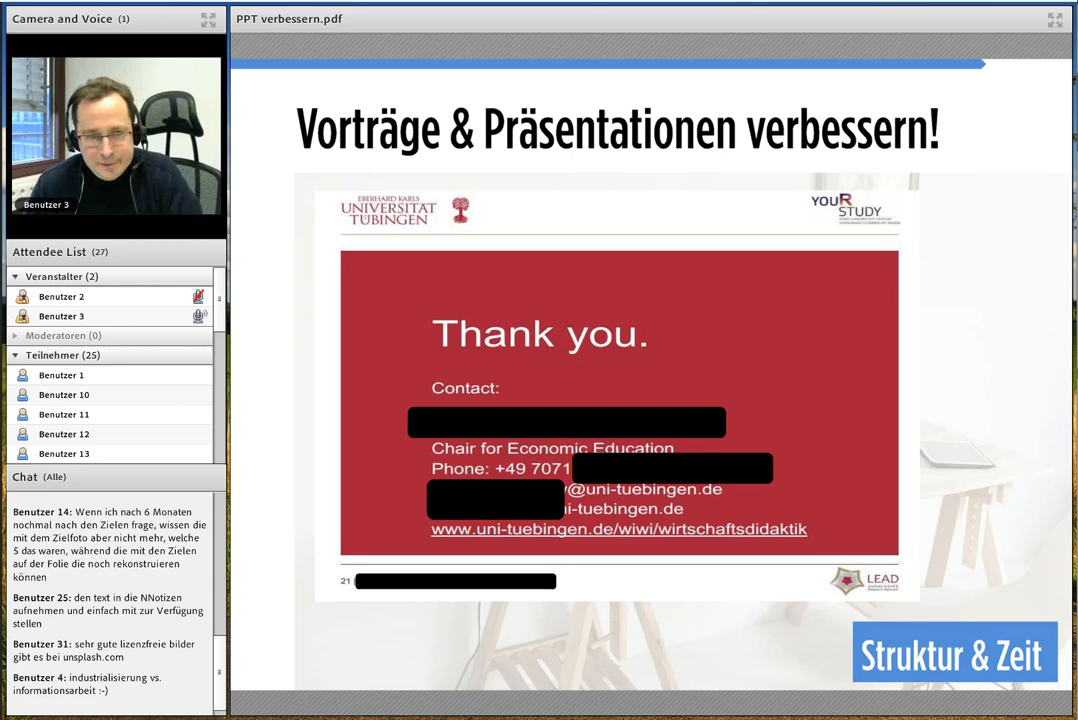 Camera and Voice (1)
Benutzer 3
Attendee List (27)
Veranstalter (2)
Benutzer 2
Benutzer 3
Moderatoren (0)
Teilnehmer (25)
Benutzer 1
Benutzer 10
Benutzer 11
Benutzer 12
Benutzer 13
Chat (Alle)
Benutzer 14: Wenn ich nach 6 Monaten
nochmal nach den Zielen frage, wissen die
mit dem Zielfoto aber nicht mehr, welche
5 das waren, während die mit den Zielen
auf der Folie die noch rekonstruieren
können
Benutzer 25: den text in die NNotizen
aufnehmen und einfach mit zur Verfügung
stellen
Benutzer 31: sehr gute lizenzfreie bilder
gibt es bei unsplash.com
Benutzer 4: industrialisierung vs.
informationsarbeit :-)
PPT verbessern.pdf
Vorträge & Präsentationen verbessern!
EBERHARD KARLS
UNIVERSITÄT
TÜBINGEN
YOUR
STUDY
Thank you.
Contact:
Chair for Economic Education
Phone: +49 7071
@uni-tuebingen.de
i-tuebingen.de
www.uni-tuebingen.de/wiwi/wirtschaftsdidaktik
21
LEAD
Struktur & Zeit